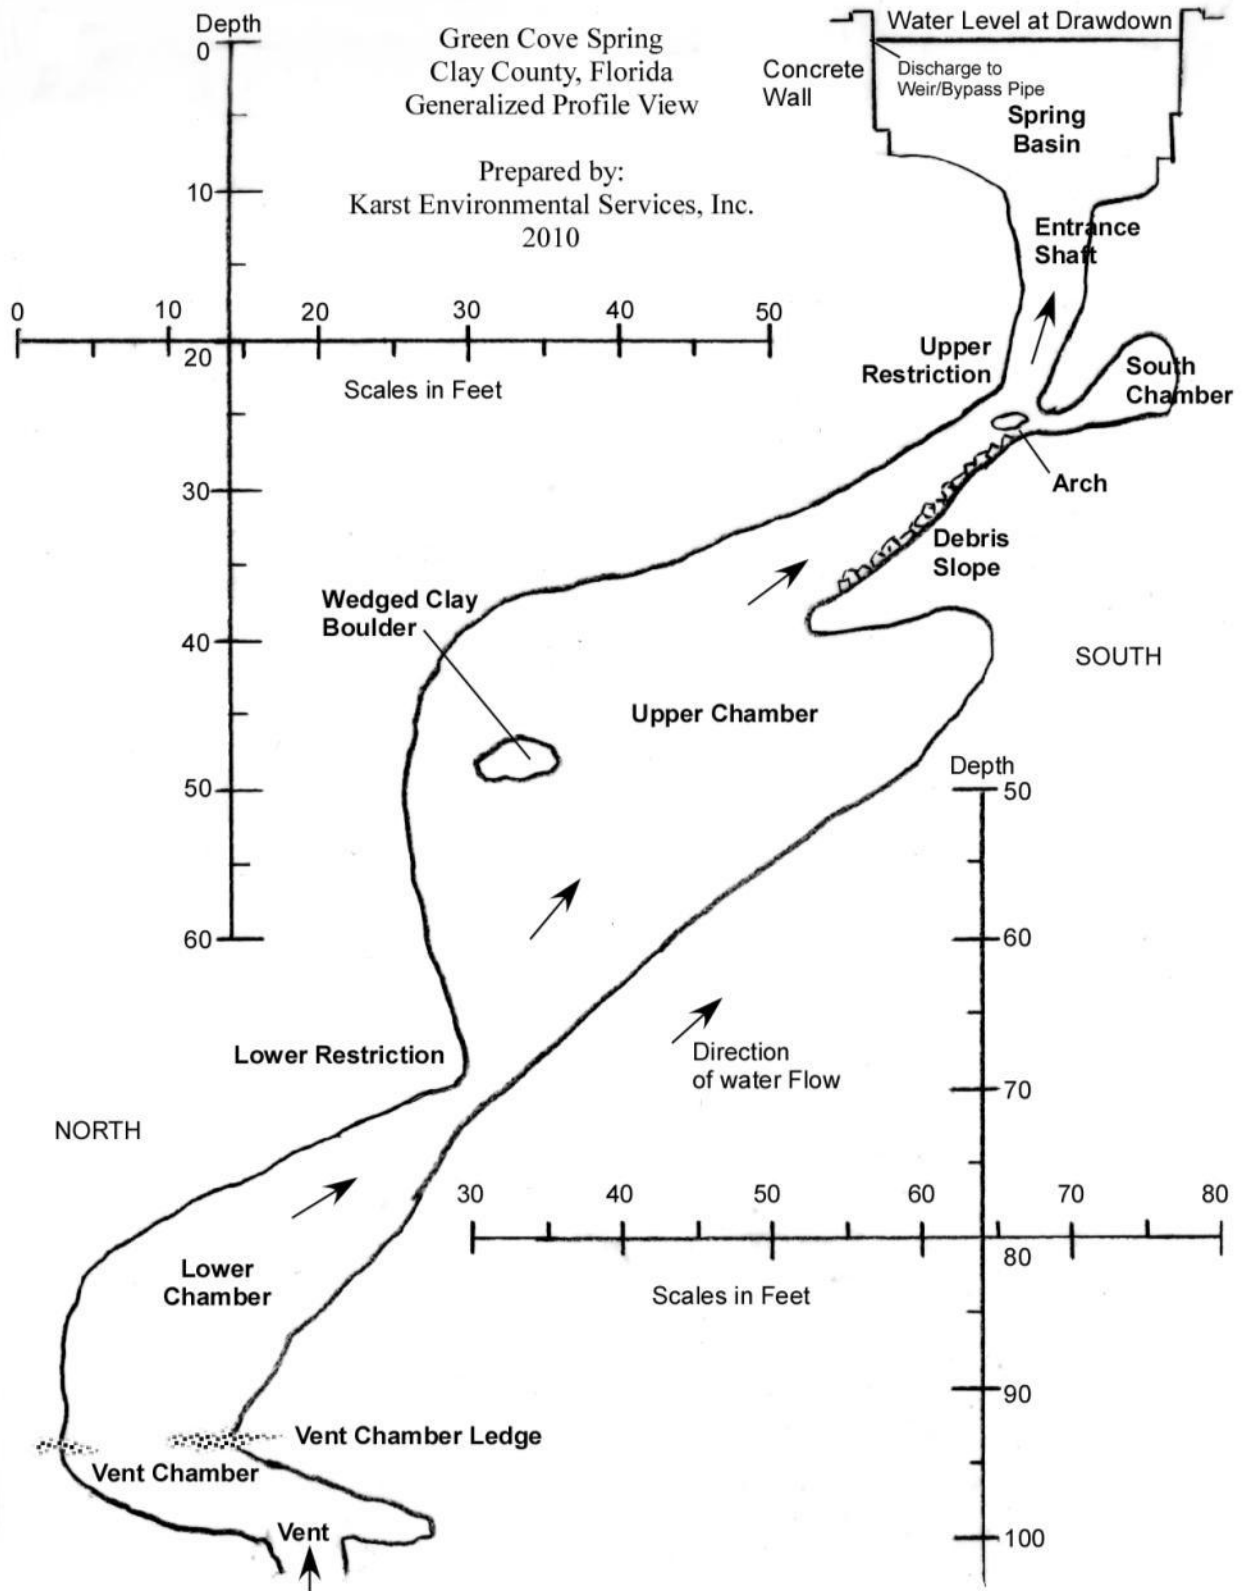 Depth
0
10
20
30
40
50
60
Green Cove Spring
Clay County, Florida
Generalized Profile View
Prepared by:
Karst Environmental Services, Inc.
2010
Water Level at Drawdown
Concrete
Wall
Discharge to
Weir/Bypass Pipe
Spring
Basin
Entrance
Shaft
0 10 20 30 40 50
Scales in Feet
Upper
Restriction
South
Chamber
Arch
Debris
Slope
Wedged Clay
Boulder
SOUTH
Upper Chamber
Depth
50
60
70
80
90
100
Lower Restriction
Direction
of water Flow
NORTH
30 40 50 60 70 80
Scales in Feet
Lower
Chamber
Vent Chamber Ledge
Vent Chamber
Vent